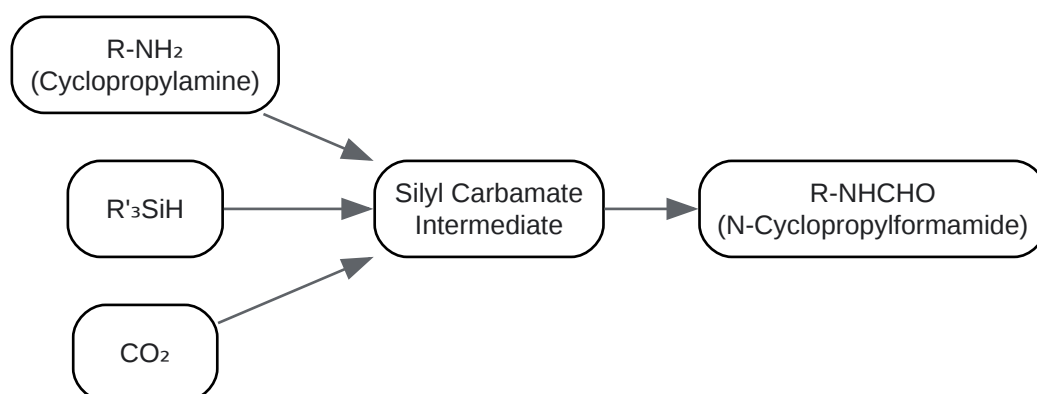 R-NH₂
(Cyclopropylamine)
R'₃SiH
CO₂
Silyl Carbamate
Intermediate
R-NHCHO
(N-Cyclopropylformamide)